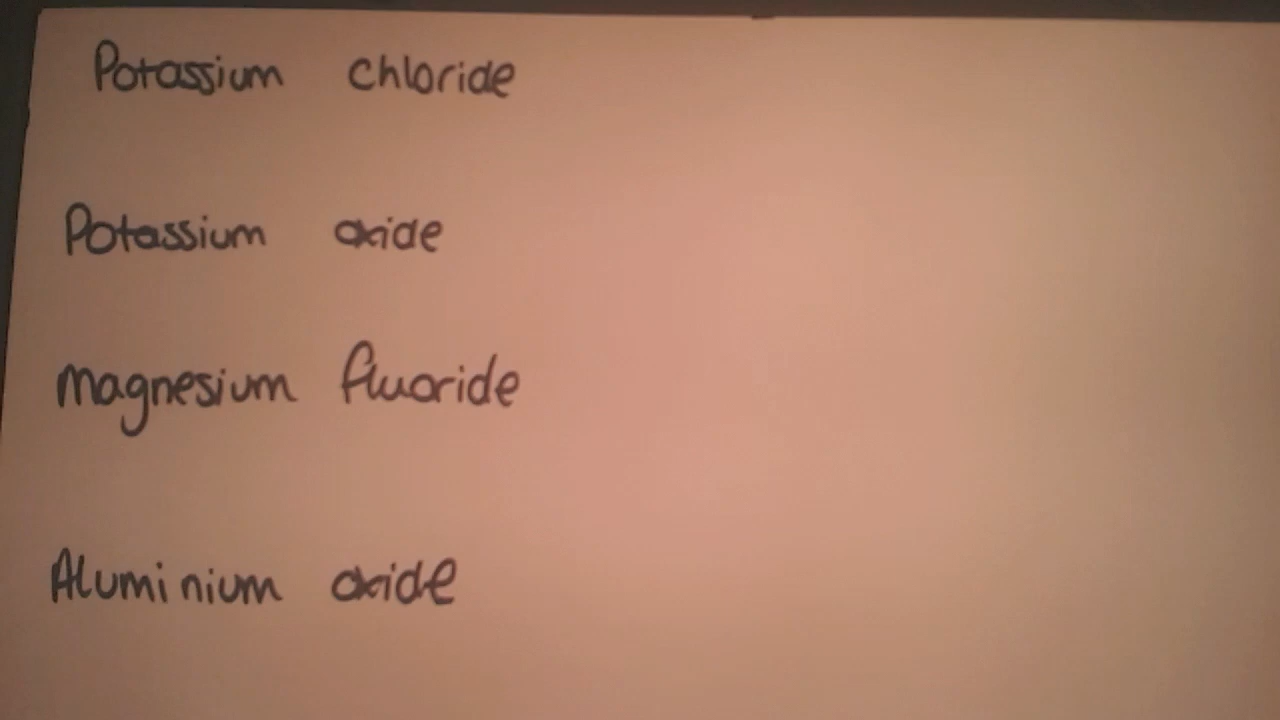 Potassium chloride
Potassium oxide
magnesium fluoride
Aluminium oxide